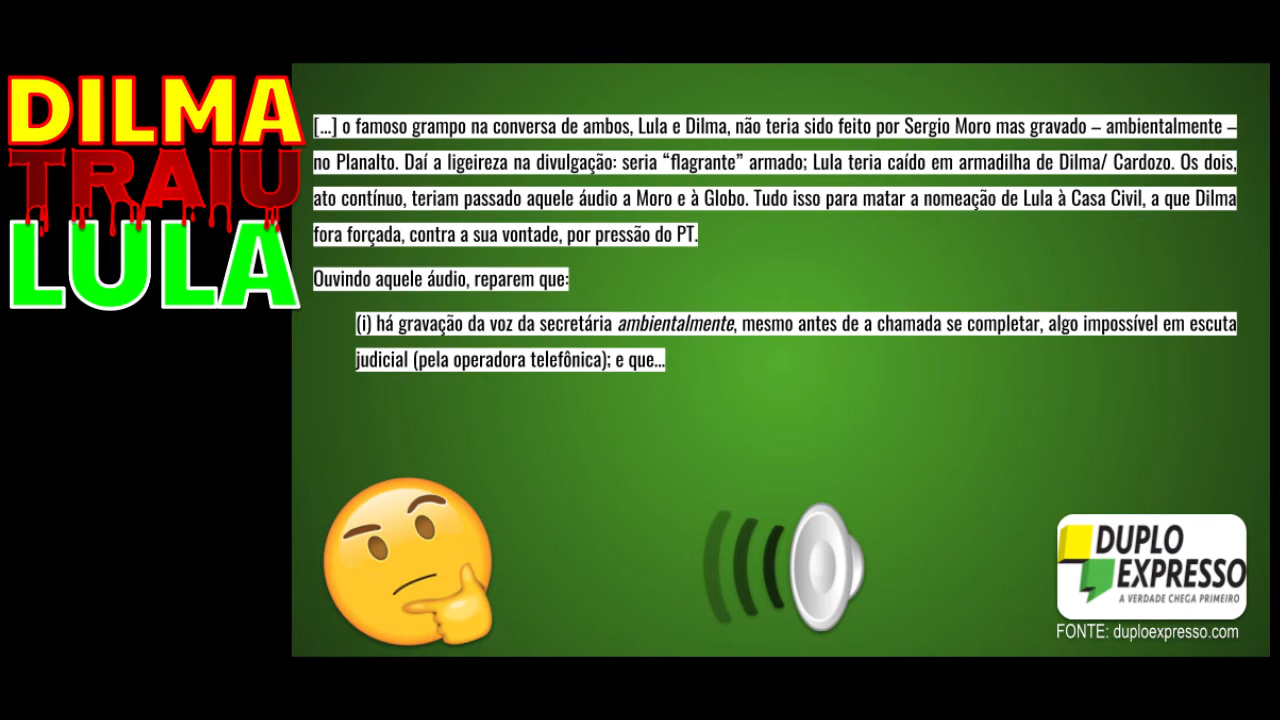 DILMA
TRAIU
LULA
[...] o famoso grampo na conversa de ambos, Lula e Dilma, não teria sido feito por Sergio Moro mas gravado – ambientalmente –
no Planalto. Daí a ligeireza na divulgação: seria “flagrante” armado; Lula teria caído em armadilha de Dilma/ Cardozo. Os dois,
ato contínuo, teriam passado aquele áudio a Moro e à Globo. Tudo isso para matar a nomeação de Lula à Casa Civil, a que Dilma
fora forçada, contra a sua vontade, por pressão do PT.
Ouvindo aquele áudio, reparem que:
(i) há gravação da voz da secretária ambientalmente, mesmo antes de a chamada se completar, algo impossível em escuta
judicial (pela operadora telefônica); e que...
DUPLO
EXPRESSO
A VERDADE CHEGA PRIMEIRO
FONTE: duploexpresso.com